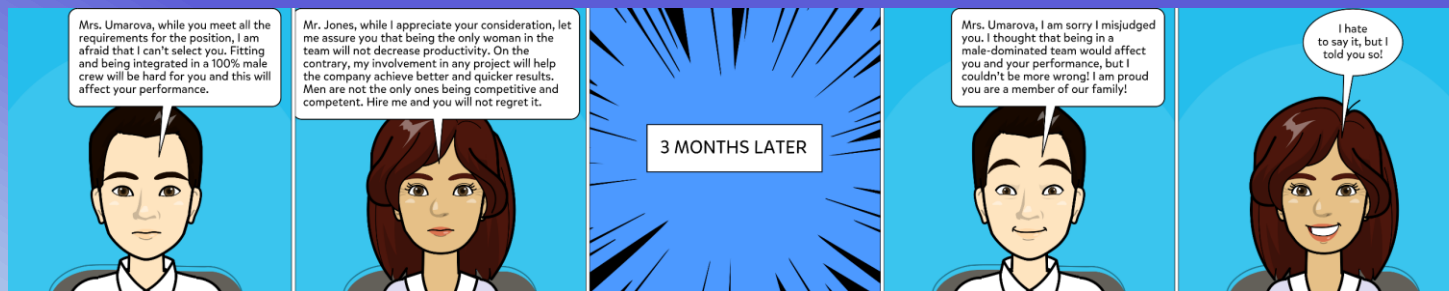 Mrs. Umarova, while you meet all the
requirements for the position, I am
afraid that I can't select you. Fitting
and being integrated in a 100% male
crew will be hard for you and this will
affect your performance.
Mr. Jones, while I appreciate your consideration, let
me assure you that being the only woman in the
team will not decrease productivity. On the
contrary, my involvement in any project will help
the company achieve better and quicker results.
Men are not the only ones being competitive and
competent. Hire me and you will not regret it.
3 MONTHS LATER
Mrs. Umarova, I am sorry I misjudged
you. I thought that being in a
male-dominated team would affect
you and your performance, but I
couldn't be more wrong! I am proud
you are a member of our family!
I hate
to say it, but I
told you so!